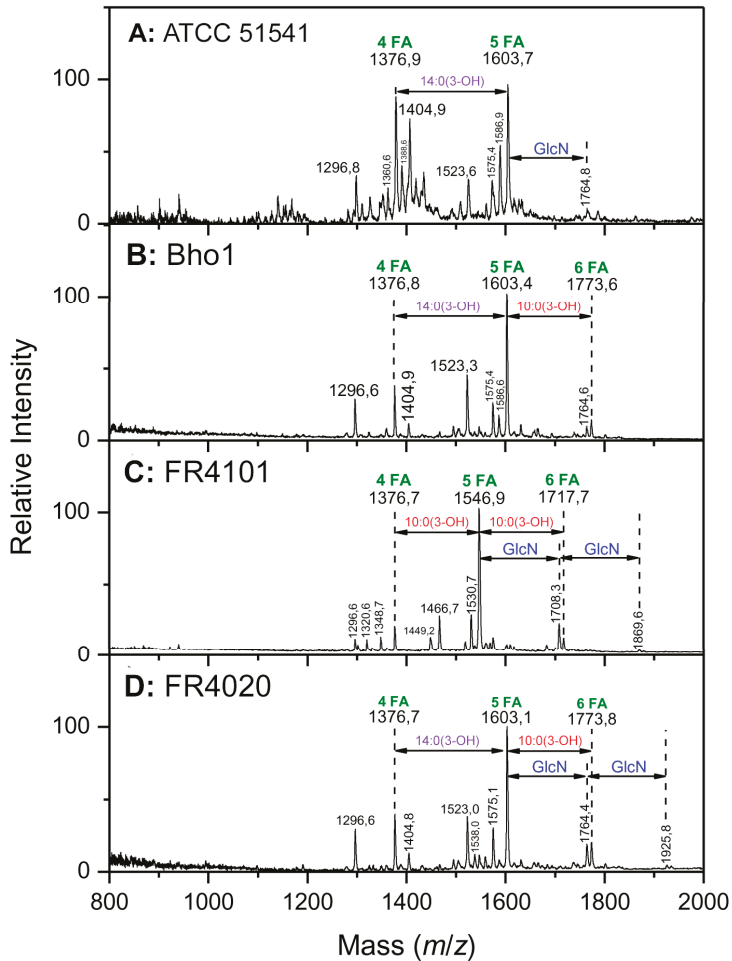 A: ATCC 51541
4 FA
1376,9
5 FA
1603,7
14:0(3-OH)
1404,9
1296,8
1360,6
1388,6
1523,6
1575,4
1586,9
GlcN
1764,8
100
0
B: Bho1
4 FA
1376,8
5 FA
1603,4
6 FA
1773,6
14:0(3-OH)
10:0(3-OH)
1296,6
1404,9
1523,3
1575,4
1586,6
1764,6
100
0
C: FR4101
4 FA
1376,7
5 FA
1546,9
6 FA
1717,7
10:0(3-OH)
10:0(3-OH)
GlcN
GlcN
1296,6
1320,6
1348,7
1449,2
1466,7
1530,7
1708,3
1869,6
100
0
D: FR4020
4 FA
1376,7
5 FA
1603,1
6 FA
1773,8
14:0(3-OH)
10:0(3-OH)
GlcN
GlcN
1296,6
1404,8
1523,0
1538,0
1575,1
1764,4
1925,8
100
0
800 1000 1200 1400 1600 1800 2000
Mass (m/z)
Relative Intensity